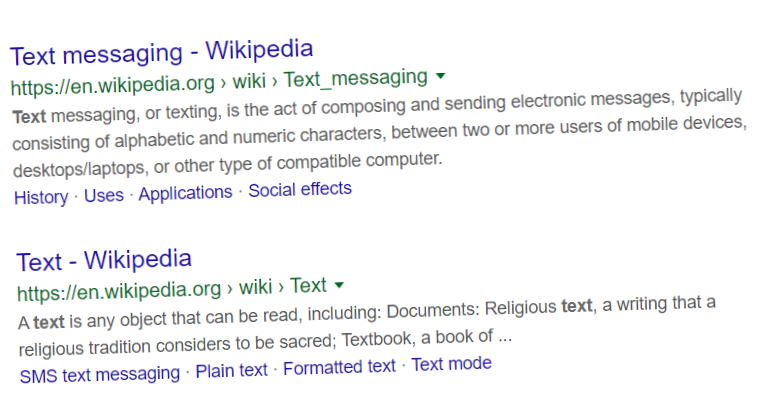 Text messaging - Wikipedia
https://en.wikipedia.org › wiki › Text_messaging
Text messaging, or texting, is the act of composing and sending electronic messages, typically
consisting of alphabetic and numeric characters, between two or more users of mobile devices,
desktops/laptops, or other type of compatible computer.
History · Uses · Applications · Social effects
Text - Wikipedia
https://en.wikipedia.org › wiki › Text
A text is any object that can be read, including: Documents: Religious text, a writing that a
religious tradition considers to be sacred; Textbook, a book of ...
SMS text messaging · Plain text · Formatted text · Text mode